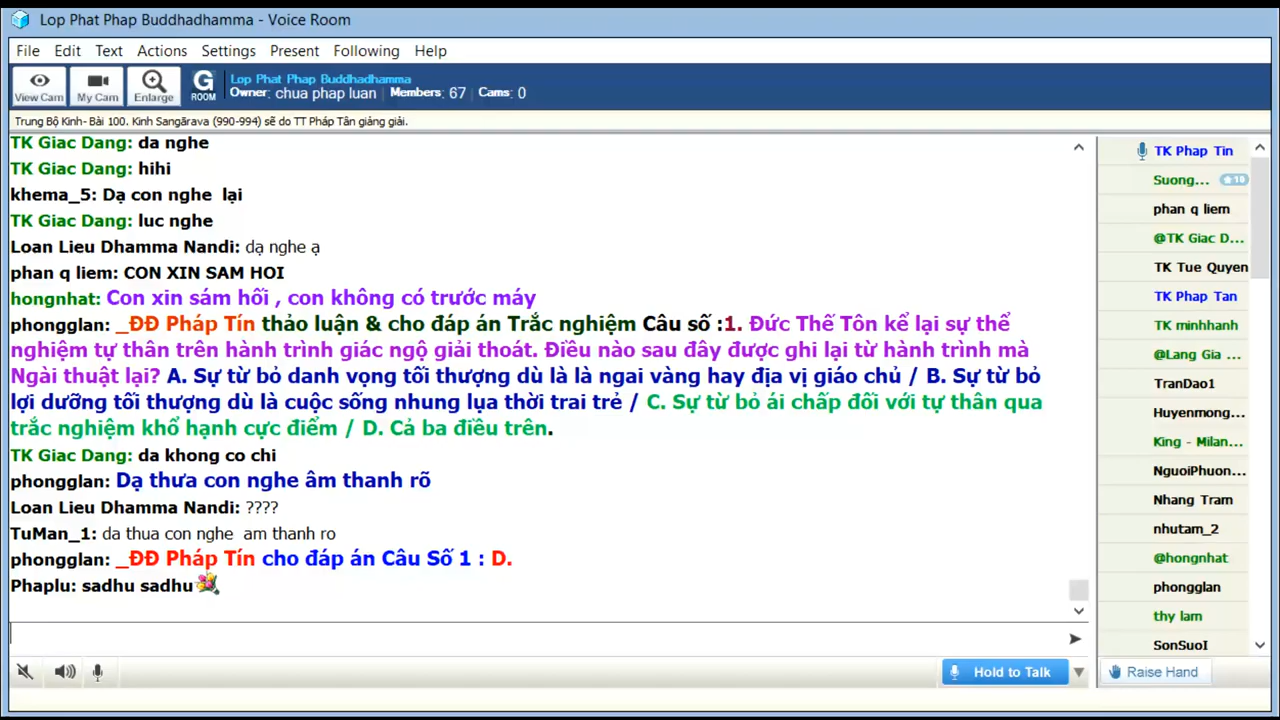 Lop Phat Phap Buddhadhamma - Voice Room
File Edit Text Actions Settings Present Following Help
View Cam My Cam Enlarge G ROOM
Lop Phat Phap Buddhadhamma
Owner: chua phap luan | Members: 67 Cams: 0
Trung Bộ Kinh- Bài 100. Kinh Sangārava (990-994) sẽ do TT Pháp Tân giảng giải.
TK Giac Dang: da nghe
TK Giac Dang: hihi
khema_5: Dạ con nghe lại
TK Giac Dang: luc nghe
Loan Lieu Dhamma Nandi: dạ nghe ạ
phan q liem: CON XIN SAM HOI
hongnhat: Con xin sám hối , con không có trước máy
phongglan: _ĐĐ Pháp Tín thảo luận & cho đáp án Trắc nghiệm Câu số :1. Đức Thế Tôn kể lại sự thể
nghiệm tự thân trên hành trình giác ngộ giải thoát. Điều nào sau đây được ghi lại từ hành trình mà
Ngài thuật lại? A. Sự từ bỏ danh vọng tối thượng dù là là ngai vàng hay địa vị giáo chủ / B. Sự từ bỏ
lợi dưỡng tối thượng dù là cuộc sống nhung lụa thời trai trẻ / C. Sự từ bỏ ái chấp đối với tự thân qua
trắc nghiệm khổ hạnh cực điểm / D. Cả ba điều trên.
TK Giac Dang: da khong co chi
phongglan: Dạ thưa con nghe âm thanh rõ
Loan Lieu Dhamma Nandi: ????
TuMan_1: da thua con nghe am thanh ro
phongglan: _ĐĐ Pháp Tín cho đáp án Câu Số 1 : D.
Phaplu: sadhu sadhu
TK Phap Tin
Suong... 10
phan q liem
@TK Giac D...
TK Tue Quyen
TK Phap Tan
TK minhhanh
@Lang Gia ...
TranDao1
Huyenmong...
King - Milan...
NguoiPhuon...
Nhang Tram
nhutam_2
@hongnhat
phongglan
thy lam
SonSuoI
Hold to Talk
Raise Hand